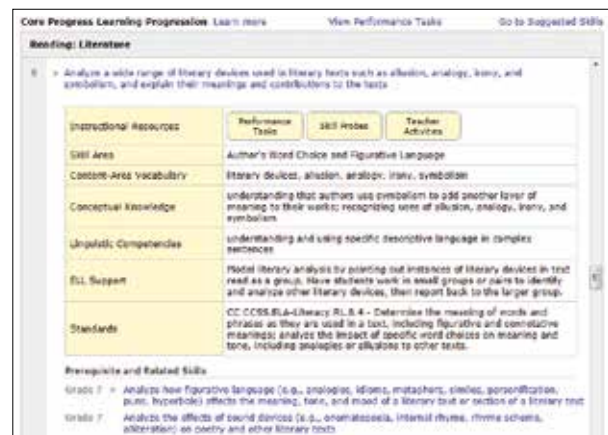 Core Progress Learning Progression Learn more View Performance Tasks Go to Suggested Skills
Reading: Literature
8 » Analyze a wide range of literary devices used in literary texts such as allusion, analogy, irony, and
symbolism, and explain their meanings and contributions to the texts
Instructional Resources
Performance
Tasks
Skill Probes
Teacher
Activities
Skill Area
Author's Word Choice and Figurative Language
Content-Area Vocabulary
literary devices, allusion, analogy, irony, symbolism
Conceptual Knowledge
understanding that authors use symbolism to add another layer of
meaning to their works; recognizing uses of allusion, analogy, irony, and
symbolism
Linguistic Competencies
understanding and using specific descriptive language in complex
sentences
ELL Support
Model literary analysis by pointing out instances of literary devices in text
read as a group. Have students work in small groups or pairs to identify
and analyze other literary devices, then report back to the larger group.
Standards
CC CCSS.ELA-Literacy RL.8.4 - Determine the meaning of words and
phrases as they are used in a text, including figurative and connotative
meanings; analyze the impact of specific word choices on meaning and
tone, including analogies or allusions to other texts.
Prerequisite and Related Skills
Grade 7 » Analyze how figurative language (e.g., analogies, idioms, metaphors, similes, personification,
puns, hyperbole) affects the meaning, tone, and mood of a literary text or section of a literary text
Grade 7 Analyze the effects of sound devices (e.g., onomatopoeia, internal rhyme, rhyme scheme,
alliteration) on poetry and other literary texts